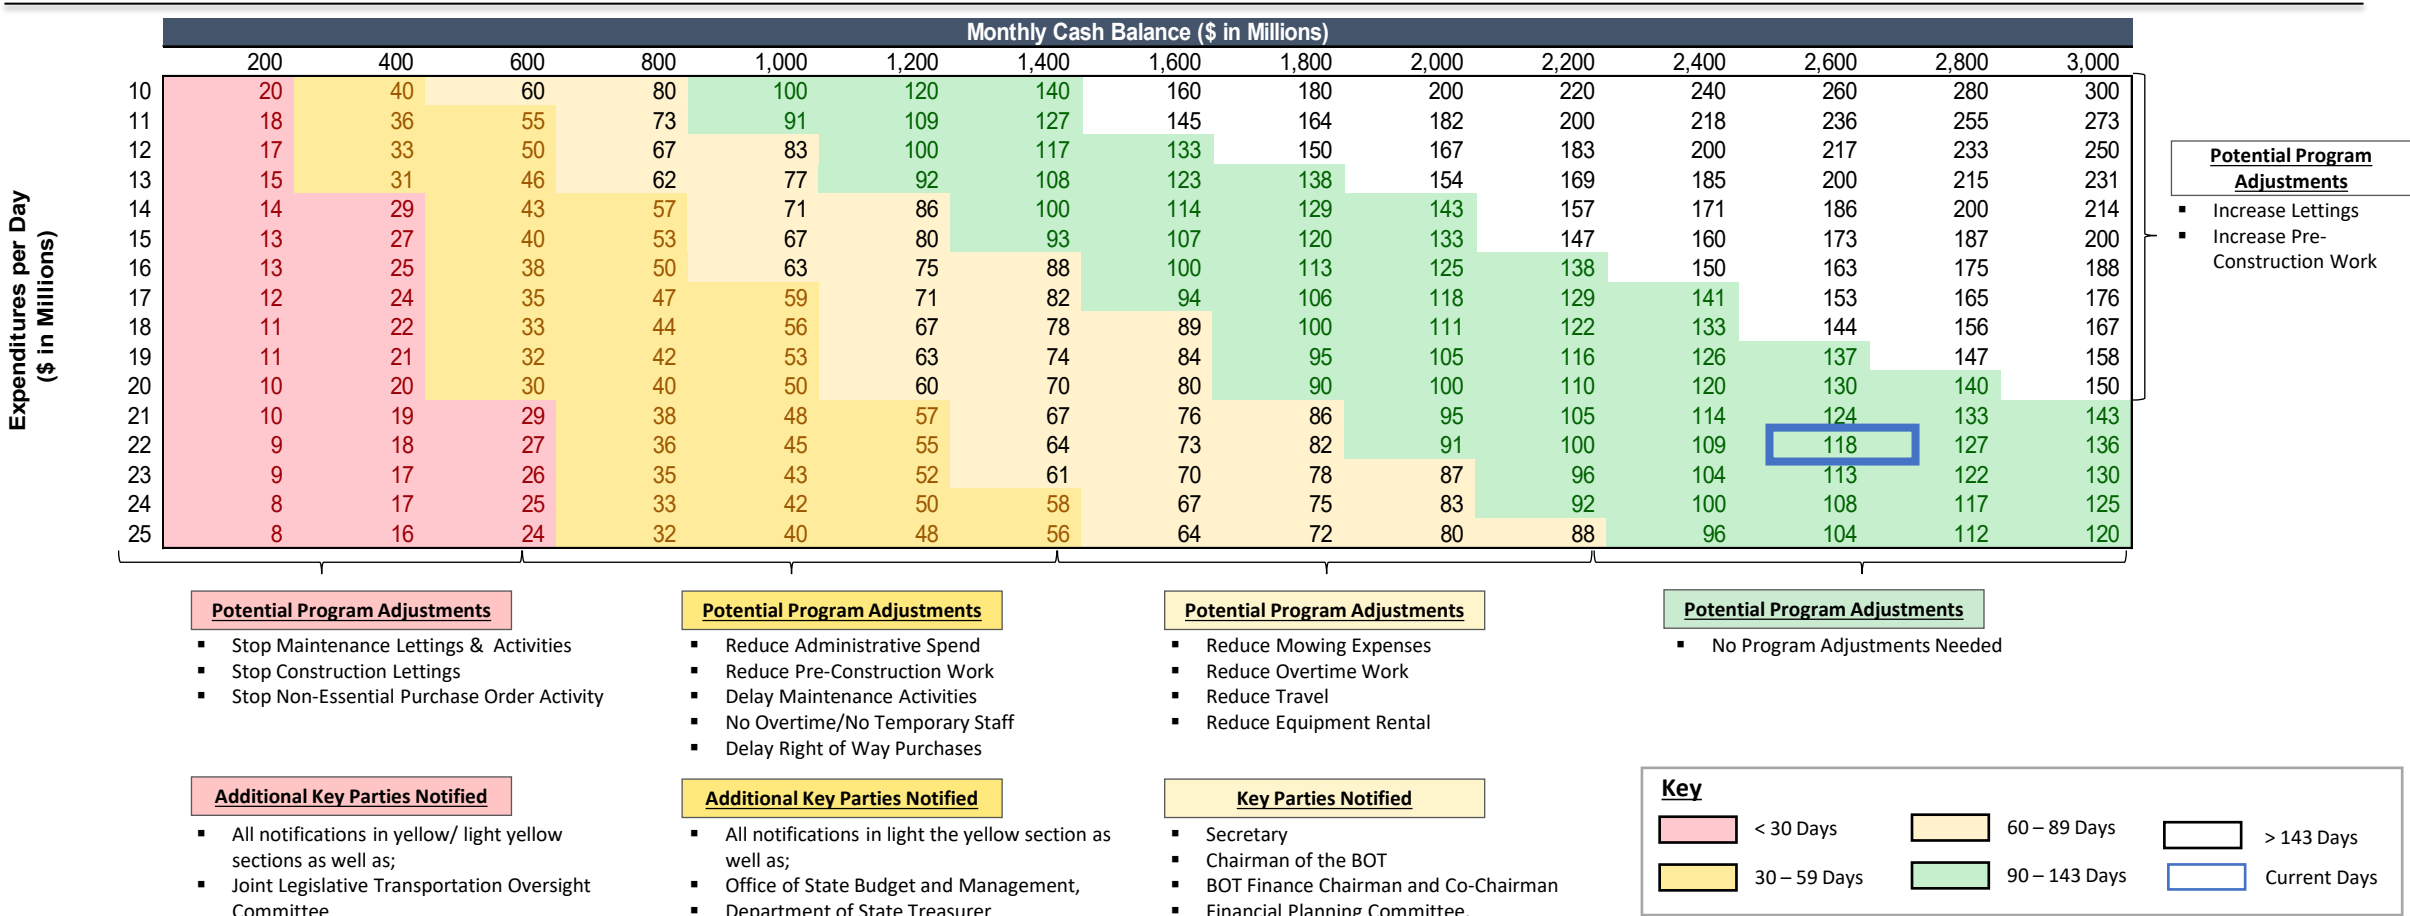 Monthly Cash Balance ($ in Millions)
200 400 600 800 1,000 1,200 1,400 1,600 1,800 2,000 2,200 2,400 2,600 2,800 3,000
Expenditures per Day
($ in Millions)
10 20 40 60 80 100 120 140 160 180 200 220 240 260 280 300
11 18 36 55 73 91 109 127 145 164 182 200 218 236 255 273
12 17 33 50 67 83 100 117 133 150 167 183 200 217 233 250
13 15 31 46 62 77 92 108 123 138 154 169 185 200 215 231
14 14 29 43 57 71 86 100 114 129 143 157 171 186 200 214
15 13 27 40 53 67 80 93 107 120 133 147 160 173 187 200
16 13 25 38 50 63 75 88 100 113 125 138 150 163 175 188
17 12 24 35 47 59 71 82 94 106 118 129 141 153 165 176
18 11 22 33 44 56 67 78 89 100 111 122 133 144 156 167
19 11 21 32 42 53 63 74 84 95 105 116 126 137 147 158
20 10 20 30 40 50 60 70 80 90 100 110 120 130 140 150
21 10 19 29 38 48 57 67 76 86 95 105 114 124 133 143
22 9 18 27 36 45 55 64 73 82 91 100 109 118 127 136
23 9 17 26 35 43 52 61 70 78 87 96 104 113 122 130
24 8 17 25 33 42 50 58 67 75 83 92 100 108 117 125
25 8 16 24 32 40 48 56 64 72 80 88 96 104 112 120
Potential Program
Adjustments
▪ Increase Lettings
▪ Increase Pre-
Construction Work
Potential Program Adjustments
▪ Stop Maintenance Lettings & Activities
▪ Stop Construction Lettings
▪ Stop Non-Essential Purchase Order Activity
Potential Program Adjustments
▪ Reduce Administrative Spend
▪ Reduce Pre-Construction Work
▪ Delay Maintenance Activities
▪ No Overtime/No Temporary Staff
▪ Delay Right of Way Purchases
Potential Program Adjustments
▪ Reduce Mowing Expenses
▪ Reduce Overtime Work
▪ Reduce Travel
▪ Reduce Equipment Rental
Potential Program Adjustments
▪ No Program Adjustments Needed
Additional Key Parties Notified
▪ All notifications in yellow/ light yellow
sections as well as;
▪ Joint Legislative Transportation Oversight
Committee
Additional Key Parties Notified
▪ All notifications in light the yellow section as
well as;
▪ Office of State Budget and Management,
▪ Department of State Treasurer
Key Parties Notified
▪ Secretary
▪ Chairman of the BOT
▪ BOT Finance Chairman and Co-Chairman
▪ Financial Planning Committee,
Key
< 30 Days
60 – 89 Days
> 143 Days
30 – 59 Days
90 – 143 Days
Current Days